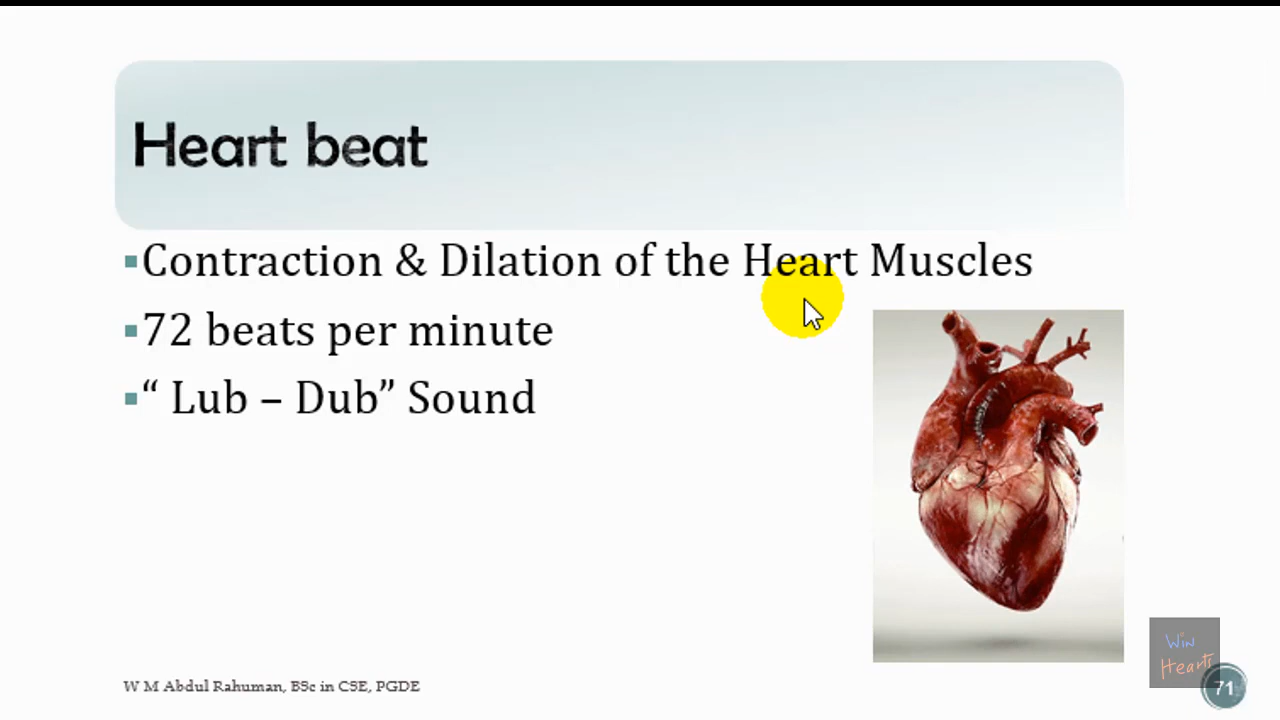 Heart beat
▪Contraction & Dilation of the Heart Muscles
▪72 beats per minute
▪“ Lub – Dub” Sound
W M Abdul Rahuman, BSc in CSE, PGDE
Win
Hearts
71